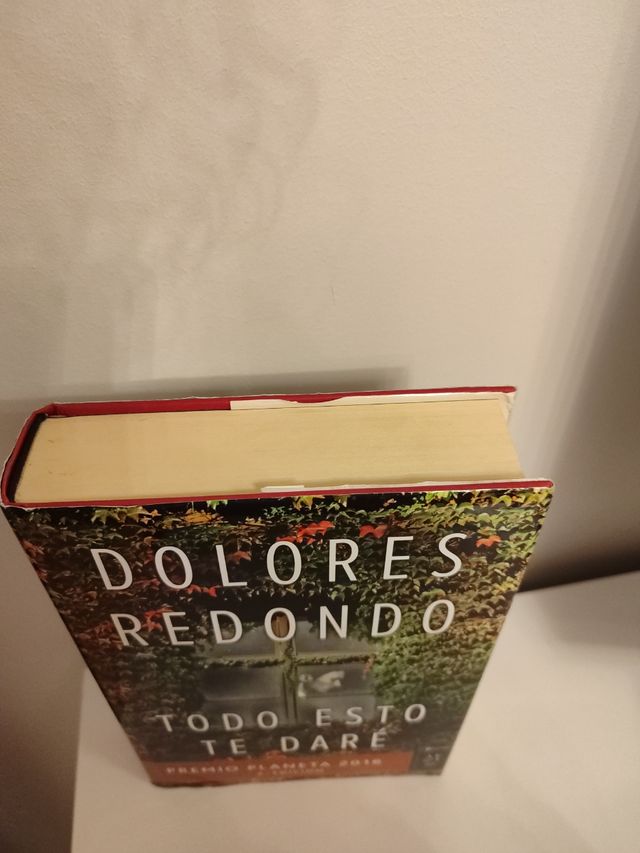 DOLORES
REDONDO
TODO ESTO
TE DARÉ
PREMIO PLANETA 2016